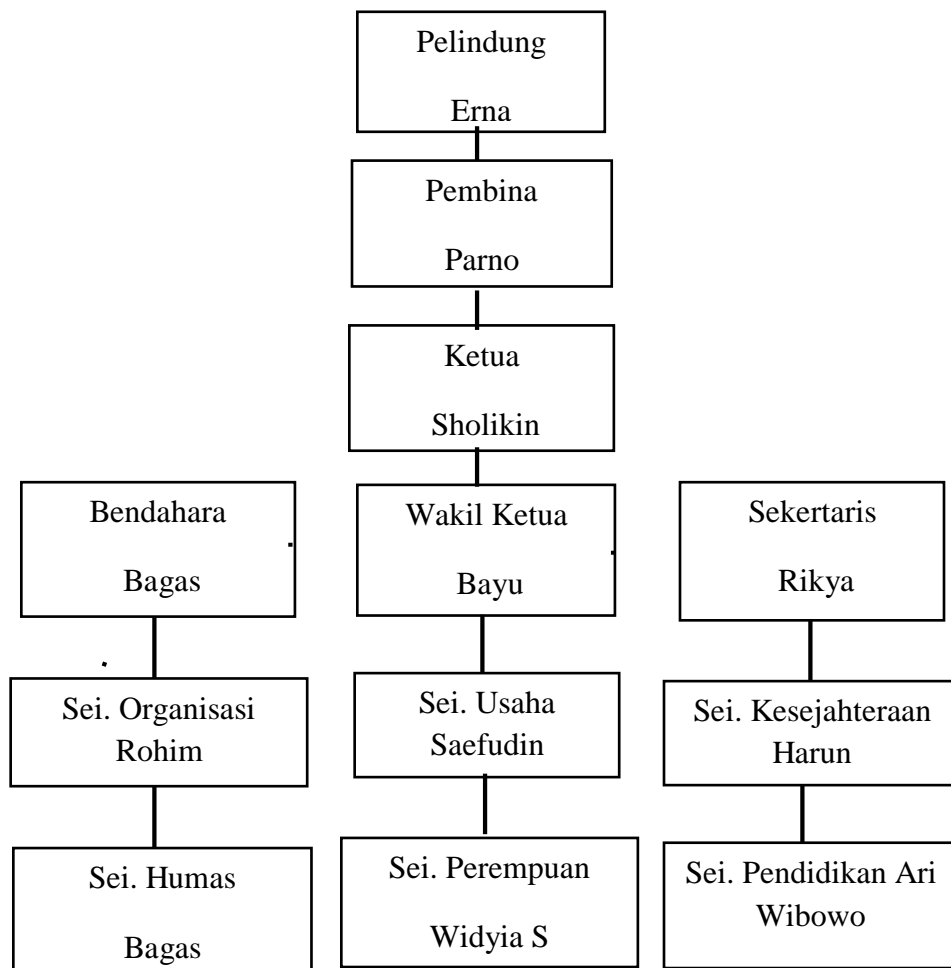 Pelindung
Erna
Pembina
Parno
Ketua
Sholikin
Bendahara
Bagas
Wakil Ketua
Bayu
Sekertaris
Rikya
Sei. Organisasi
Rohim
Sei. Usaha
Saefudin
Sei. Kesejahteraan
Harun
Sei. Humas
Bagas
Sei. Perempuan
Widyia S
Sei. Pendidikan Ari
Wibowo